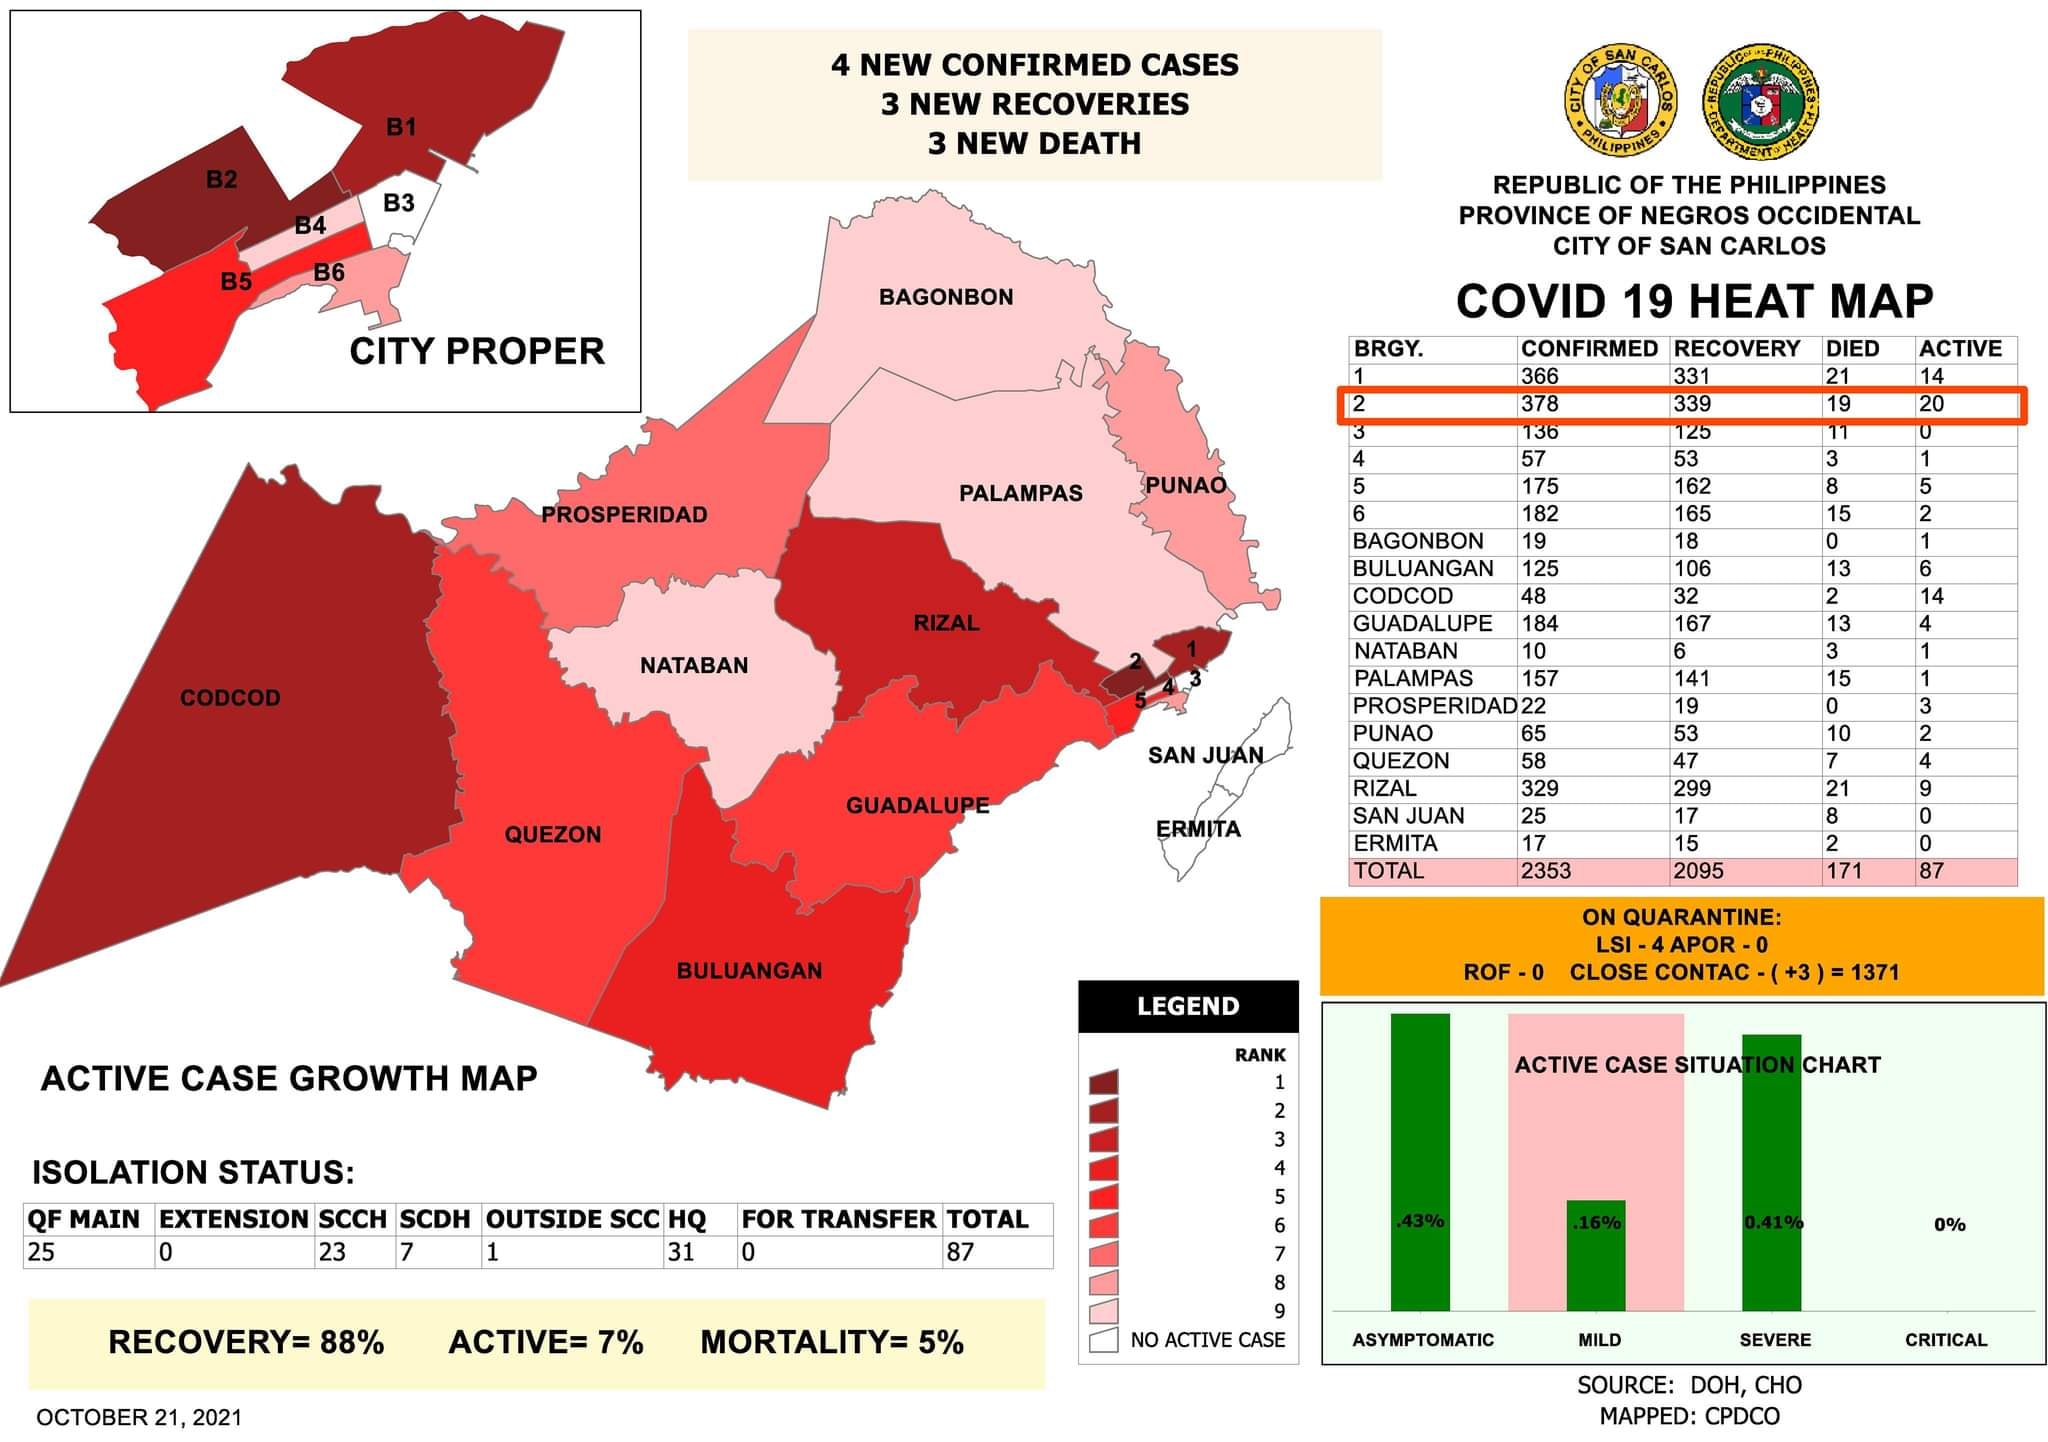 B1
B2
B3
B4
B5
B6
CITY PROPER
4 NEW CONFIRMED CASES
3 NEW RECOVERIES
3 NEW DEATH
CITY OF SAN CARLOS
PHILIPPINES
REPUBLIC OF THE PHILIPPINES
DEPARTMENT OF HEALTH
REPUBLIC OF THE PHILIPPINES
PROVINCE OF NEGROS OCCIDENTAL
CITY OF SAN CARLOS
COVID 19 HEAT MAP
BRGY. CONFIRMED RECOVERY DIED ACTIVE
1 366 331 21 14
2 378 339 19 20
3 136 125 11 0
4 57 53 3 1
5 175 162 8 5
6 182 165 15 2
BAGONBON 19 18 0 1
BULUANGAN 125 106 13 6
CODCOD 48 32 2 14
GUADALUPE 184 167 13 4
NATABAN 10 6 3 1
PALAMPAS 157 141 15 1
PROSPERIDAD 22 19 0 3
PUNAO 65 53 10 2
QUEZON 58 47 7 4
RIZAL 329 299 21 9
SAN JUAN 25 17 8 0
ERMITA 17 15 2 0
TOTAL 2353 2095 171 87
BAGONBON
PALAMPAS
PUNAO
PROSPERIDAD
RIZAL
NATABAN
CODCOD
1
2
3
4
5
SAN JUAN
GUADALUPE
ERMITA
QUEZON
BULUANGAN
ON QUARANTINE:
LSI - 4 APOR - 0
ROF - 0 CLOSE CONTAC - ( +3 ) = 1371
ACTIVE CASE GROWTH MAP
LEGEND
RANK
1
2
3
4
5
6
7
8
9
NO ACTIVE CASE
ACTIVE CASE SITUATION CHART
.43% .16% 0.41% 0%
ASYMPTOMATIC MILD SEVERE CRITICAL
ISOLATION STATUS:
QF MAIN EXTENSION SCCH SCDH OUTSIDE SCC HQ FOR TRANSFER TOTAL
25 0 23 7 1 31 0 87
RECOVERY= 88% ACTIVE= 7% MORTALITY= 5%
OCTOBER 21, 2021
SOURCE: DOH, CHO
MAPPED: CPDCO